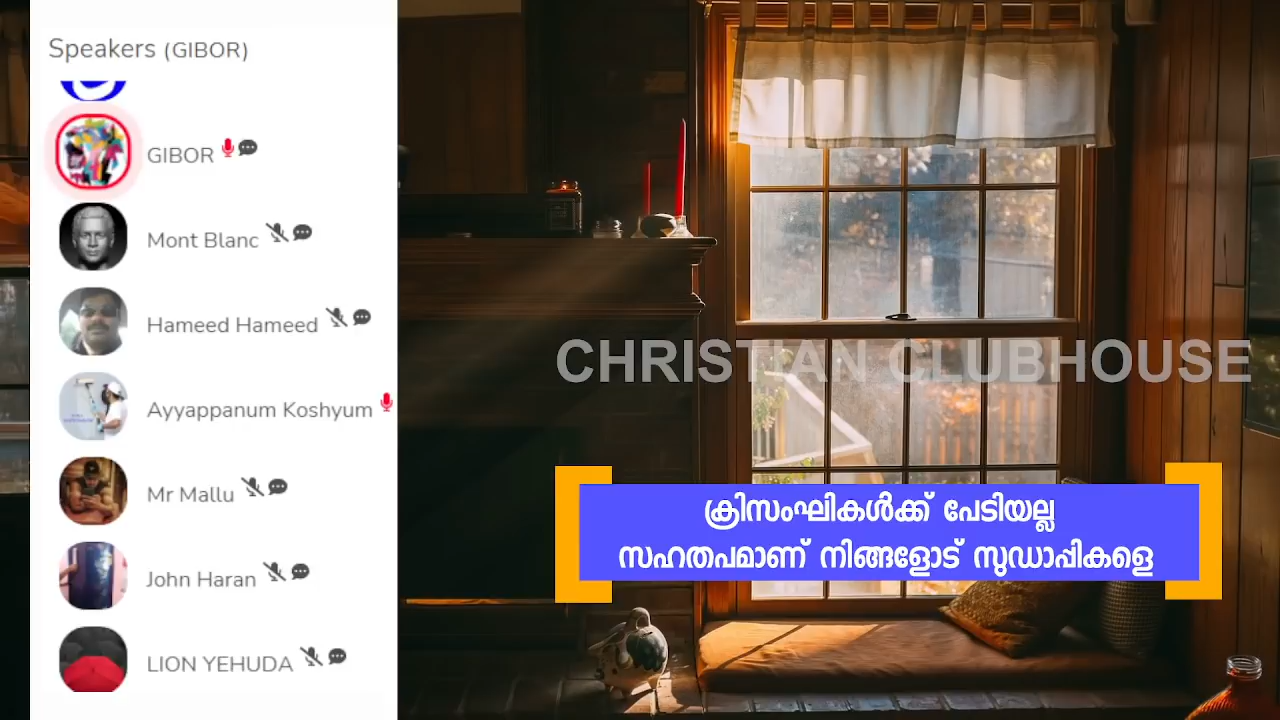 Speakers (GIBOR)
GIBOR
Mont Blanc
Hameed Hameed
Ayyappanum Koshyum
Mr Mallu
John Haran
LION YEHUDA
CHRISTIAN CLUBHOUSE
ക്രിസംഘികൾക്ക് പേടിയല്ല
സഹതപമാണ് നിങ്ങളോട് സുഡാപ്പികളെ